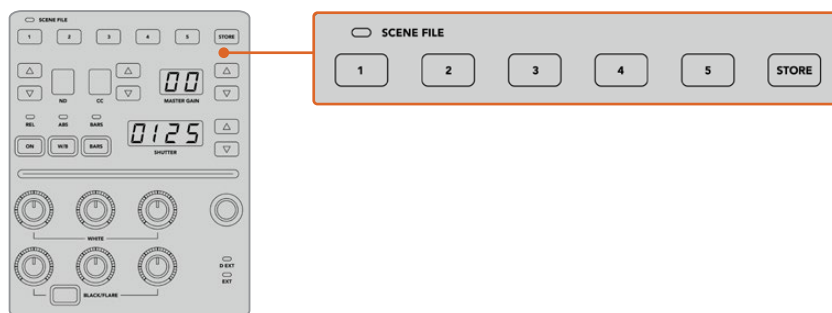 SCENE FILE
1 2 3 4 5 STORE
ND CC 00 MASTER GAIN
REL ABS BARS
ON W/B BARS 0125 SHUTTER
WHITE
D EXT
EXT
BLACK/FLARE
SCENE FILE
1 2 3 4 5 STORE